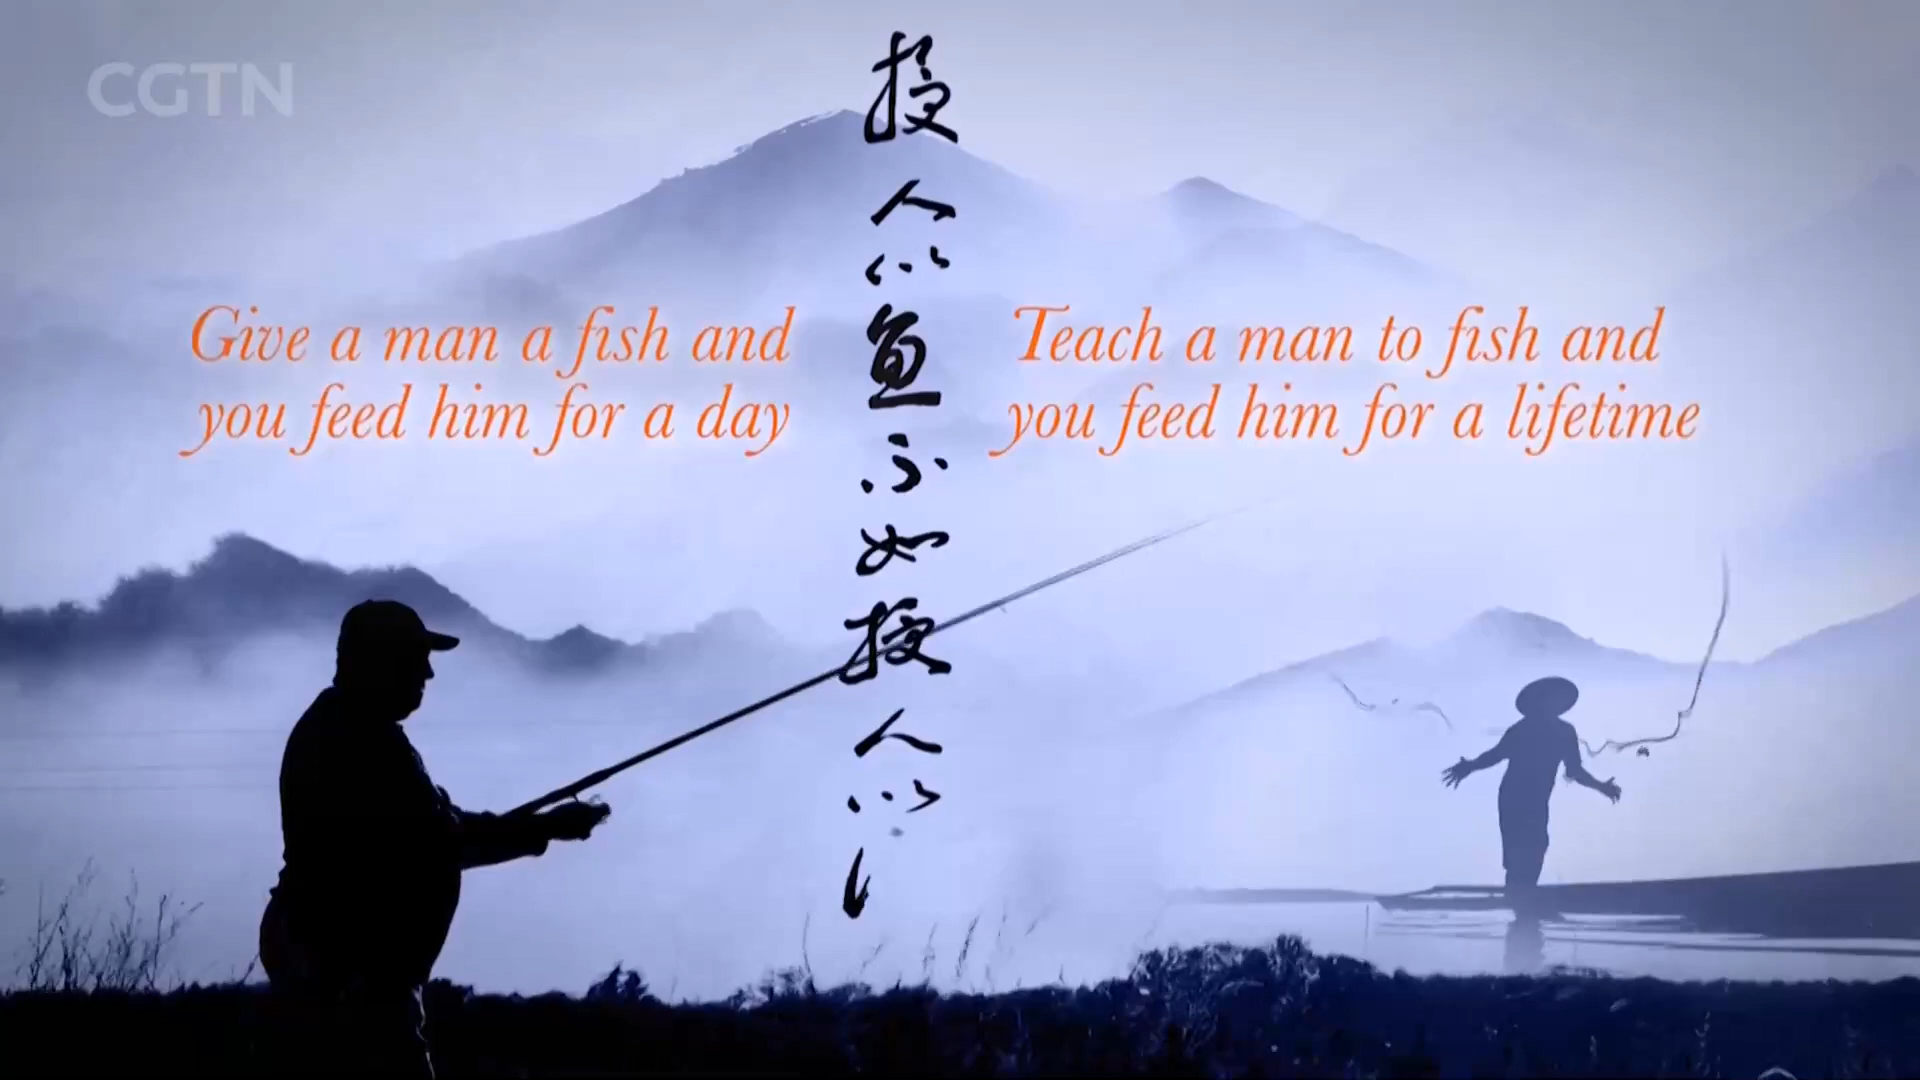 CGTN
授人以鱼不如授人以
Give a man a fish and
you feed him for a day
Teach a man to fish and
you feed him for a lifetime